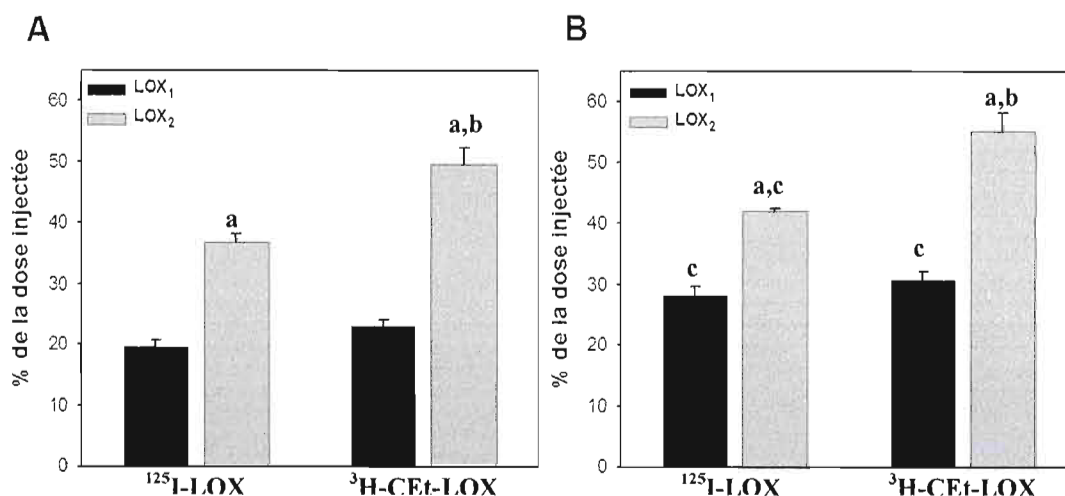 A
% de la dose injectée
60
50
40
30
20
10
0
LOX₁
LOX₂
a
a,b
¹²⁵I-LOX
³H-CEt-LOX
B
% de la dose injectée
60
50
40
30
20
10
0
LOX₁
LOX₂
c
a,c
c
a,b
¹²⁵I-LOX
³H-CEt-LOX